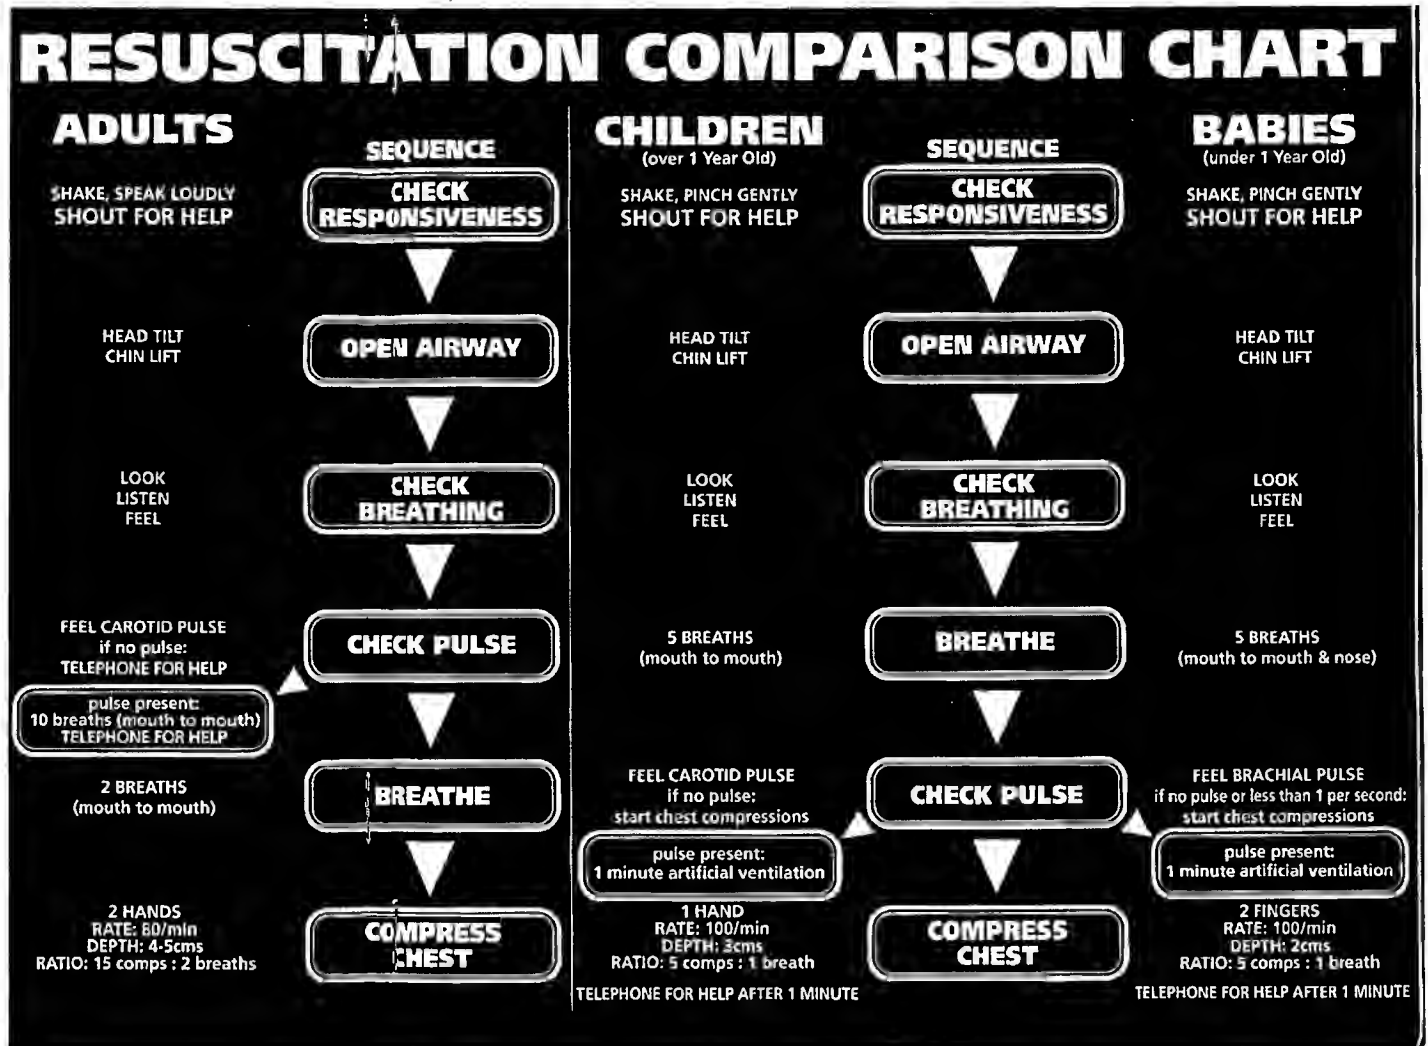 RESUSCITATION COMPARISON CHART
ADULTS
SHAKE, SPEAK LOUDLY
SHOUT FOR HELP
HEAD TILT
CHIN LIFT
LOOK
LISTEN
FEEL
FEEL CAROTID PULSE
if no pulse:
TELEPHONE FOR HELP
pulse present:
10 breaths (mouth to mouth)
TELEPHONE FOR HELP
2 BREATHS
(mouth to mouth)
2 HANDS
RATE: 80/min
DEPTH: 4-5cms
RATIO: 15 comps : 2 breaths
SEQUENCE
CHECK
RESPONSIVENESS
OPEN AIRWAY
CHECK
BREATHING
CHECK PULSE
BREATHE
COMPRESS
CHEST
CHILDREN
(over 1 Year Old)
SHAKE, PINCH GENTLY
SHOUT FOR HELP
HEAD TILT
CHIN LIFT
LOOK
LISTEN
FEEL
5 BREATHS
(mouth to mouth)
FEEL CAROTID PULSE
if no pulse:
start chest compressions
pulse present:
1 minute artificial ventilation
1 HAND
RATE: 100/min
DEPTH: 3cms
RATIO: 5 comps : 1 breath
TELEPHONE FOR HELP AFTER 1 MINUTE
SEQUENCE
CHECK
RESPONSIVENESS
OPEN AIRWAY
CHECK
BREATHING
BREATHE
CHECK PULSE
COMPRESS
CHEST
BABIES
(under 1 Year Old)
SHAKE, PINCH GENTLY
SHOUT FOR HELP
HEAD TILT
CHIN LIFT
LOOK
LISTEN
FEEL
5 BREATHS
(mouth to mouth & nose)
FEEL BRACHIAL PULSE
if no pulse or less than 1 per second:
start chest compressions
pulse present:
1 minute artificial ventilation
2 FINGERS
RATE: 100/min
DEPTH: 2cms
RATIO: 5 comps : 1 breath
TELEPHONE FOR HELP AFTER 1 MINUTE